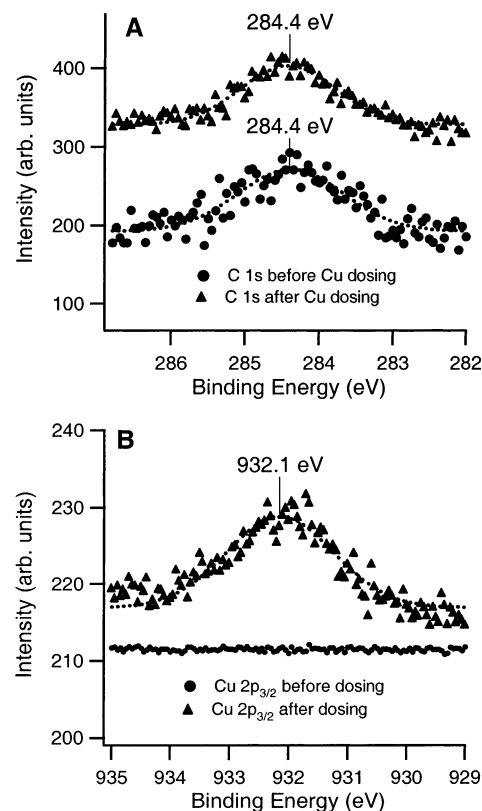 A
284.4 eV
400
300
284.4 eV
200
100
Intensity (arb. units)
C 1s before Cu dosing
C 1s after Cu dosing
286 285 284 283 282
Binding Energy (eV)
B
240
932.1 eV
230
220
210
200
Intensity (arb. units)
Cu 2p3/2 before dosing
Cu 2p3/2 after dosing
935 934 933 932 931 930 929
Binding Energy (eV)